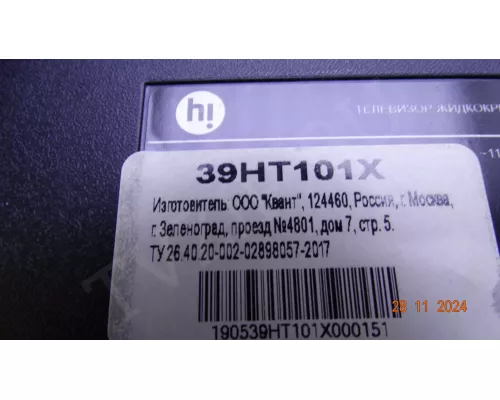 hi
ТЕЛЕВИЗОР ЖИДКОКР
39HT101X
Изготовитель ООО "Квант", 124460, Россия, г. Москва,
г. Зеленоград, проезд №4801, дом 7, стр. 5.
ТУ 26.40.20-002-02898057-2017
190539HT101X000151
28 11 2024